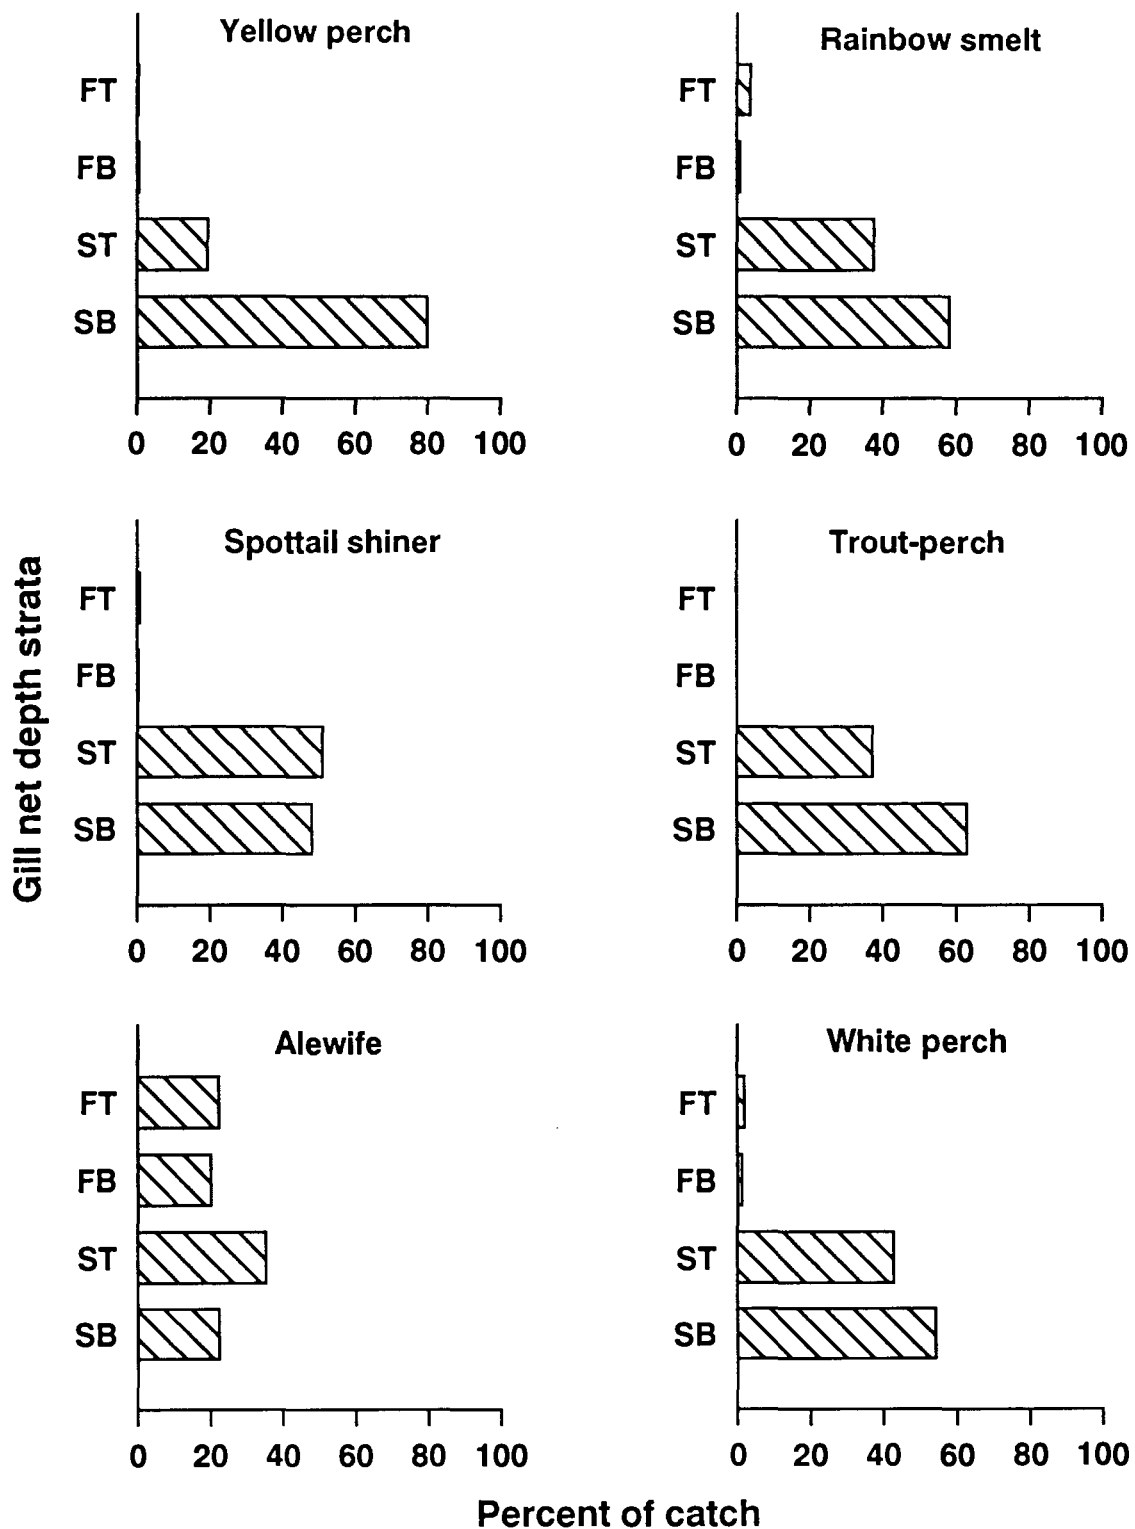 Yellow perch
FT
FB
ST
SB
0 20 40 60 80 100
Rainbow smelt
FT
FB
ST
SB
0 20 40 60 80 100
Gill net depth strata
Spottail shiner
FT
FB
ST
SB
0 20 40 60 80 100
Trout-perch
FT
FB
ST
SB
0 20 40 60 80 100
Alewife
FT
FB
ST
SB
0 20 40 60 80 100
White perch
FT
FB
ST
SB
0 20 40 60 80 100
Percent of catch